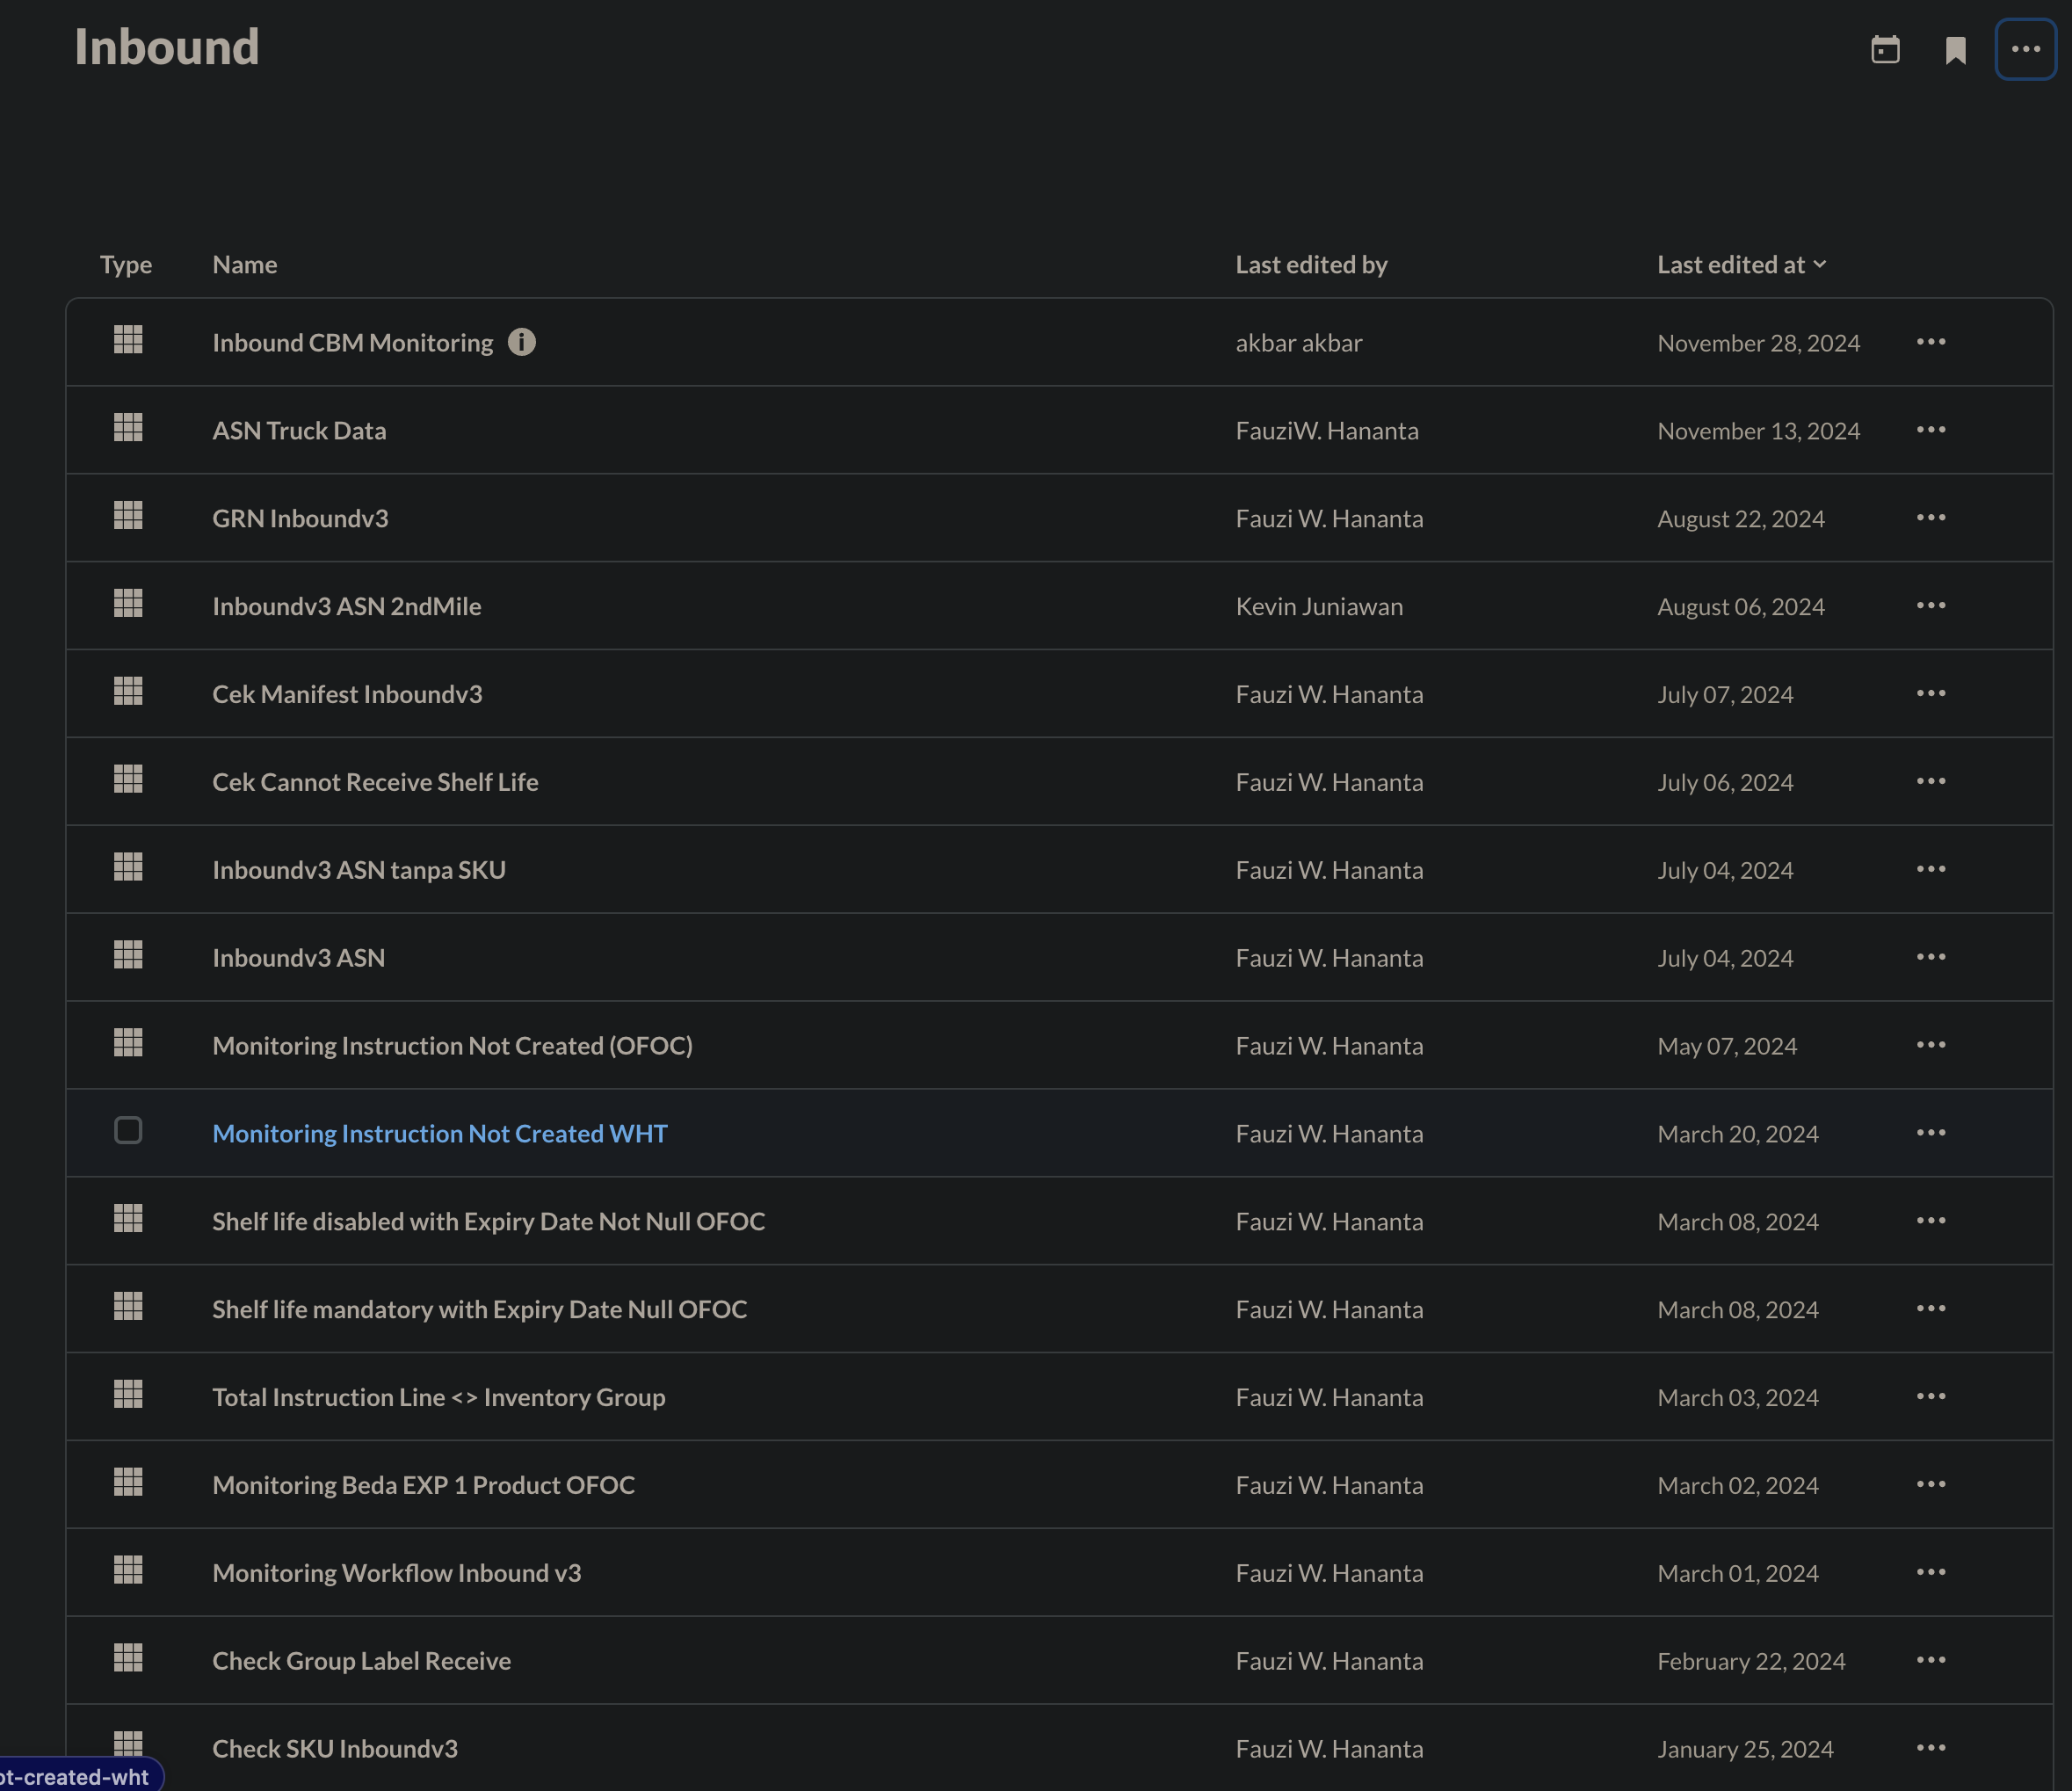 Inbound
Type Name Last edited by Last edited at
Inbound CBM Monitoring akbar akbar November 28, 2024
ASN Truck Data FauziW. Hananta November 13, 2024
GRN Inboundv3 Fauzi W. Hananta August 22, 2024
Inboundv3 ASN 2ndMile Kevin Juniawan August 06, 2024
Cek Manifest Inboundv3 Fauzi W. Hananta July 07, 2024
Cek Cannot Receive Shelf Life Fauzi W. Hananta July 06, 2024
Inboundv3 ASN tanpa SKU Fauzi W. Hananta July 04, 2024
Inboundv3 ASN Fauzi W. Hananta July 04, 2024
Monitoring Instruction Not Created (OFOC) Fauzi W. Hananta May 07, 2024
Monitoring Instruction Not Created WHT Fauzi W. Hananta March 20, 2024
Shelf life disabled with Expiry Date Not Null OFOC Fauzi W. Hananta March 08, 2024
Shelf life mandatory with Expiry Date Null OFOC Fauzi W. Hananta March 08, 2024
Total Instruction Line <> Inventory Group Fauzi W. Hananta March 03, 2024
Monitoring Beda EXP 1 Product OFOC Fauzi W. Hananta March 02, 2024
Monitoring Workflow Inbound v3 Fauzi W. Hananta March 01, 2024
Check Group Label Receive Fauzi W. Hananta February 22, 2024
Check SKU Inboundv3 Fauzi W. Hananta January 25, 2024
ot-created-wht